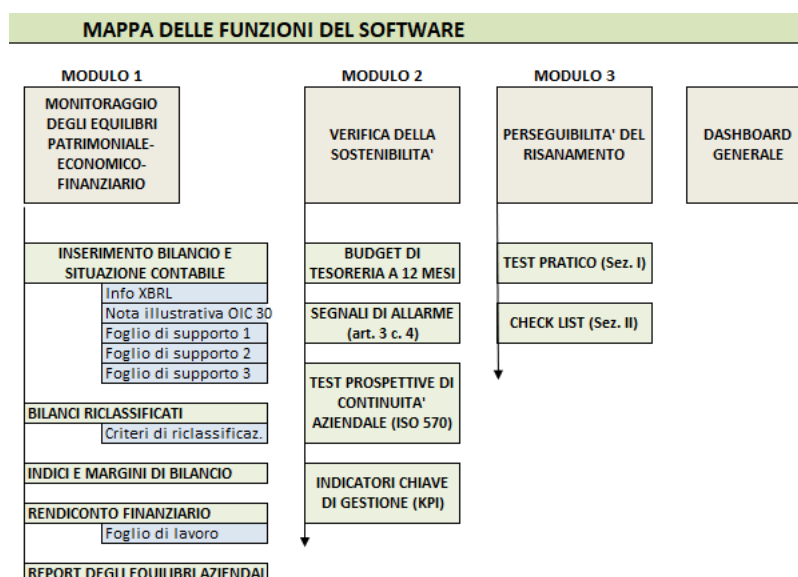 MAPPA DELLE FUNZIONI DEL SOFTWARE
MODULO 1
MONITORAGGIO
DEGLI EQUILIBRI
PATRIMONIALE-
ECONOMICO-
FINANZIARIO
INSERIMENTO BILANCIO E
SITUAZIONE CONTABILE
Info XBRL
Nota illustrativa OIC 30
Foglio di supporto 1
Foglio di supporto 2
Foglio di supporto 3
BILANCI RICLASSIFICATI
Criteri di riclassificaz.
INDICI E MARGINI DI BILANCIO
RENDICONTO FINANZIARIO
Foglio di lavoro
REPORT DEGLI EQUILIBRI AZIENDAL
MODULO 2
VERIFICA DELLA
SOSTENIBILITA'
BUDGET DI
TESORERIA A 12 MESI
SEGNALI DI ALLARME
(art. 3 c. 4)
TEST PROSPETTIVE DI
CONTINUITA'
AZIENDALE (ISO 570)
INDICATORI CHIAVE
DI GESTIONE (KPI)
MODULO 3
PERSEGUIBILITA' DEL
RISANAMENTO
TEST PRATICO (Sez. I)
CHECK LIST (Sez. II)
DASHBOARD
GENERALE